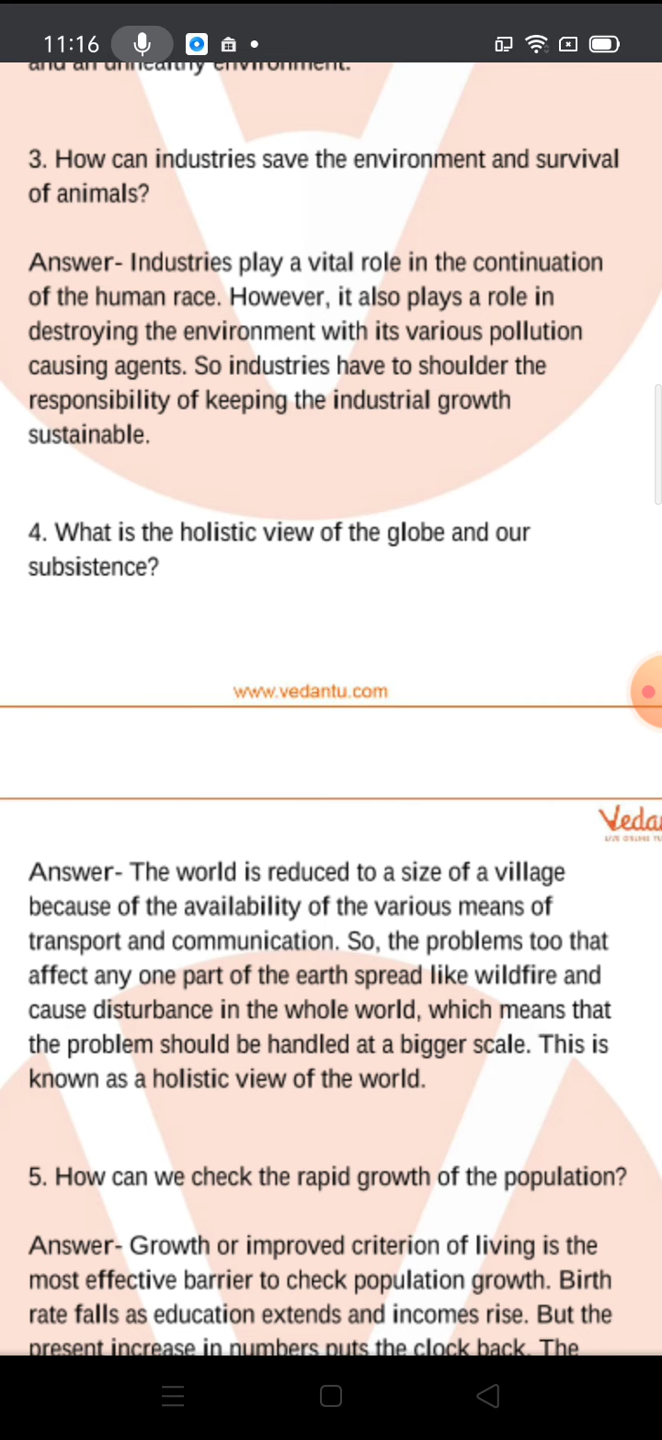 11:16
and an unhealthy environment.
3. How can industries save the environment and survival
of animals?
Answer- Industries play a vital role in the continuation
of the human race. However, it also plays a role in
destroying the environment with its various pollution
causing agents. So industries have to shoulder the
responsibility of keeping the industrial growth
sustainable.
4. What is the holistic view of the globe and our
subsistence?
www.vedantu.com
Answer- The world is reduced to a size of a village
because of the availability of the various means of
transport and communication. So, the problems too that
affect any one part of the earth spread like wildfire and
cause disturbance in the whole world, which means that
the problem should be handled at a bigger scale. This is
known as a holistic view of the world.
5. How can we check the rapid growth of the population?
Answer- Growth or improved criterion of living is the
most effective barrier to check population growth. Birth
rate falls as education extends and incomes rise. But the
present increase in numbers puts the clock back. The